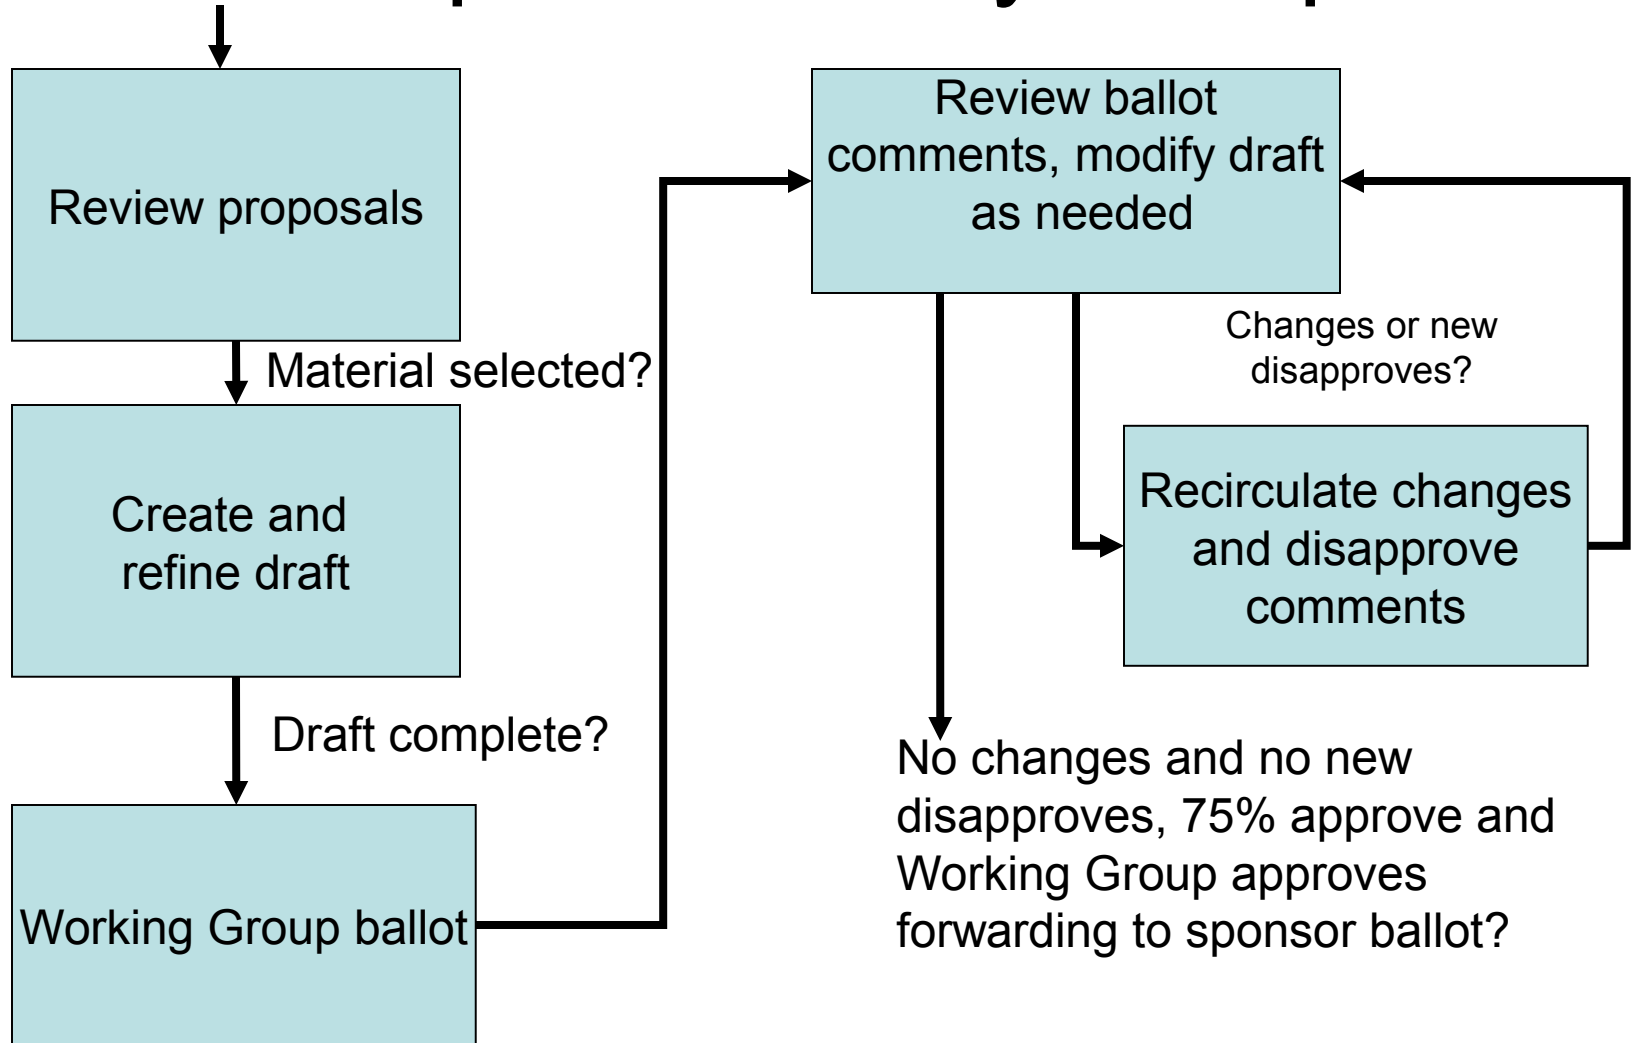 Review proposals
Material selected?
Create and
refine draft
Draft complete?
Working Group ballot
Review ballot
comments, modify draft
as needed
Changes or new
disapproves?
Recirculate changes
and disapprove
comments
No changes and no new
disapproves, 75% approve and
Working Group approves
forwarding to sponsor ballot?